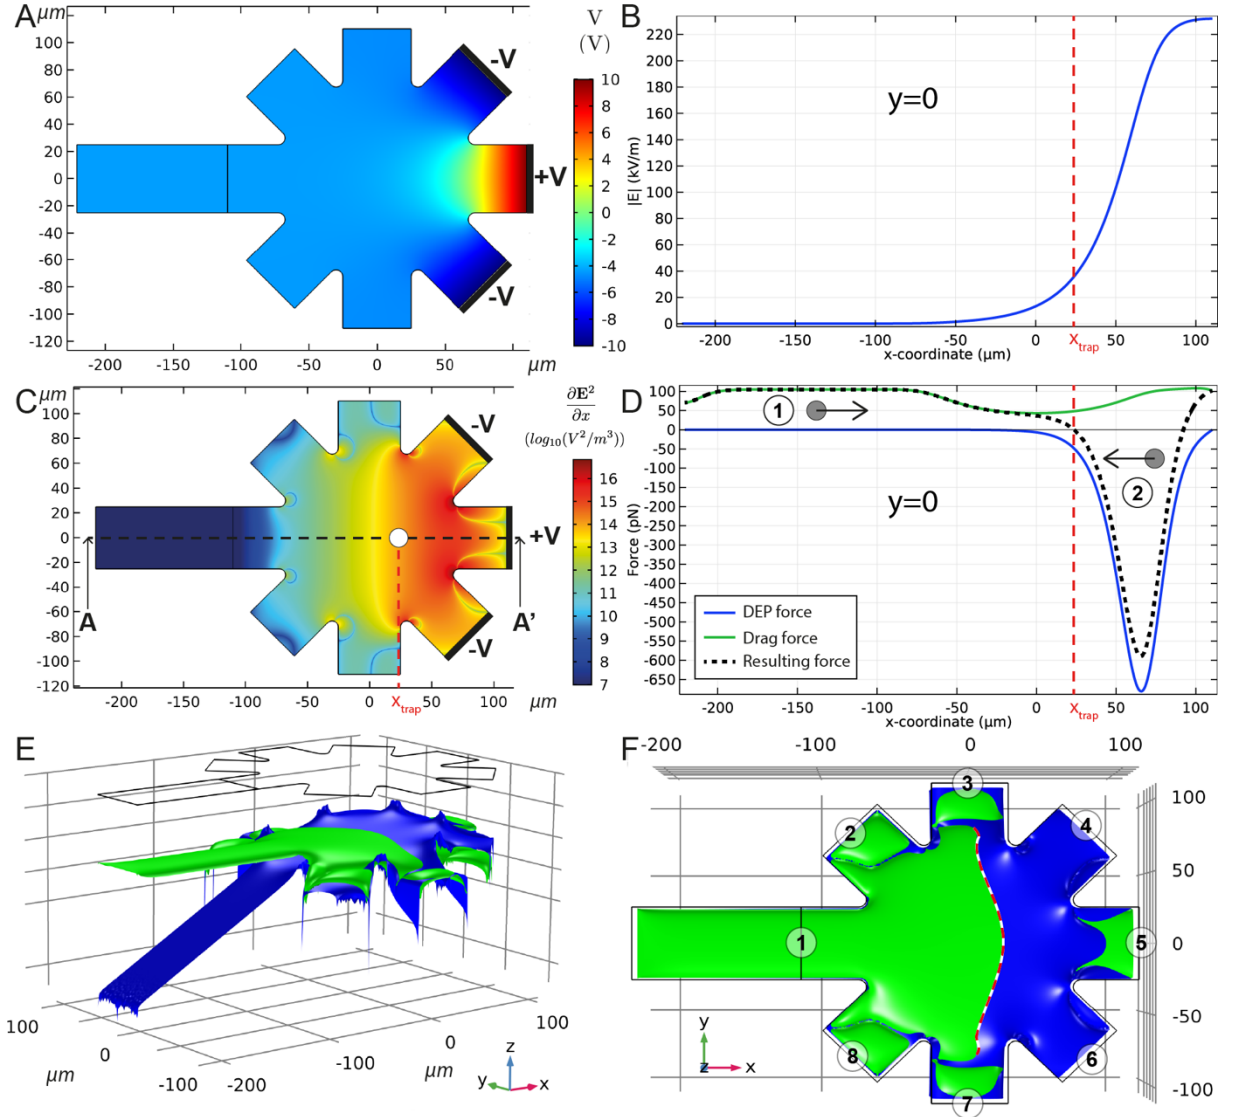 A
μm
100
80
60
40
20
0
-20
-40
-60
-80
-100
-120
-200
-150
-100
-50
0
50
μm
-V
+V
-V
V
(V)
10
8
6
4
2
0
-2
-4
-6
-8
-10
B
|E| (kV/m)
220
200
180
160
140
120
100
80
60
40
20
0
y=0
-200
-150
-100
-50
0
50
100
x-coordinate (μm)
Xtrap
C
μm
100
80
60
40
20
0
-20
-40
-60
-80
-100
-120
-200
-150
-100
-50
0
50
100
μm
Xtrap
A
A'
-V
+V
-V
∂E²
∂x
(log₁₀(V²/m³))
16
15
14
13
12
11
10
9
8
7
D
Force (pN)
100
50
0
-50
-100
-150
-200
-250
-300
-350
-400
-450
-500
-550
-600
-650
1
2
y=0
DEP force
Drag force
Resulting force
-200
-150
-100
-50
0
50
100
x-coordinate (μm)
Xtrap
E
100
0
-100
μm
-200
-100
0
100
μm
z
y
x
F
-200
-100
0
100
100
50
0
-50
-100
1
2
3
4
5
6
7
8
y
z
x